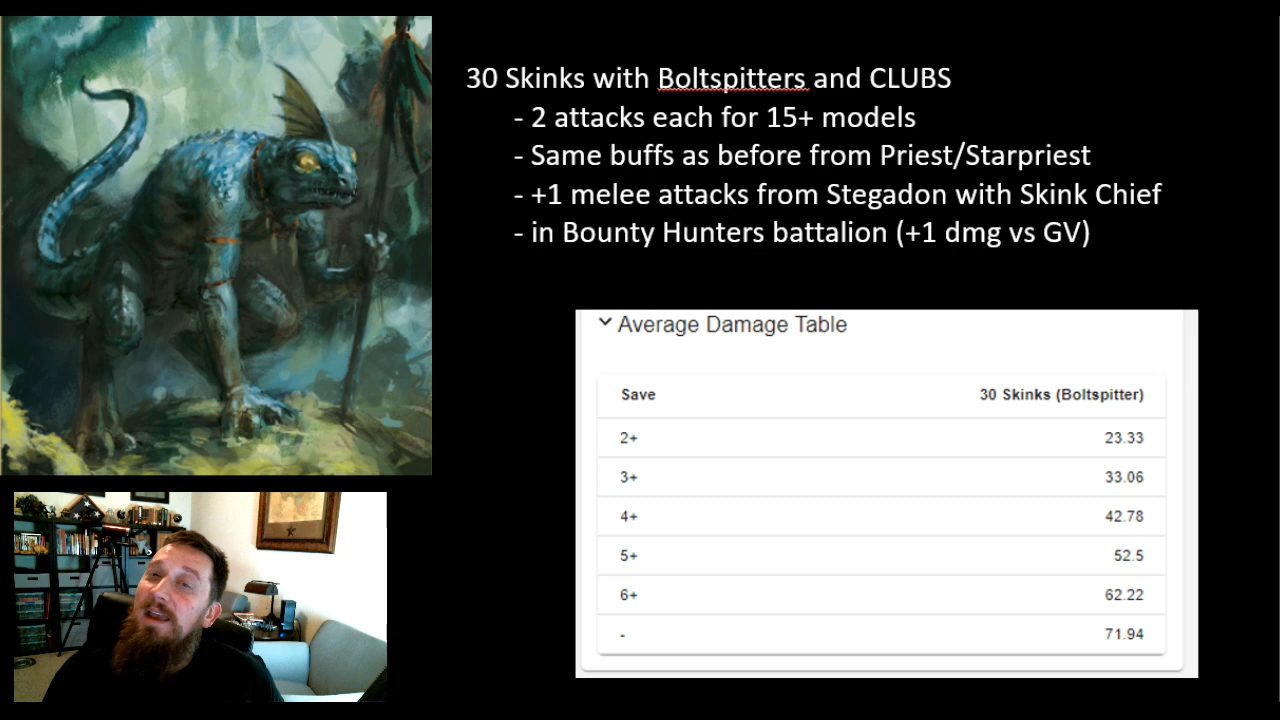 30 Skinks with Boltspitters and CLUBS
- 2 attacks each for 15+ models
- Same buffs as before from Priest/Starpriest
- +1 melee attacks from Stegadon with Skink Chief
- in Bounty Hunters battalion (+1 dmg vs GV)
Average Damage Table
Save 30 Skinks (Boltspitter)
2+ 23.33
3+ 33.06
4+ 42.78
5+ 52.5
6+ 62.22
- 71.94